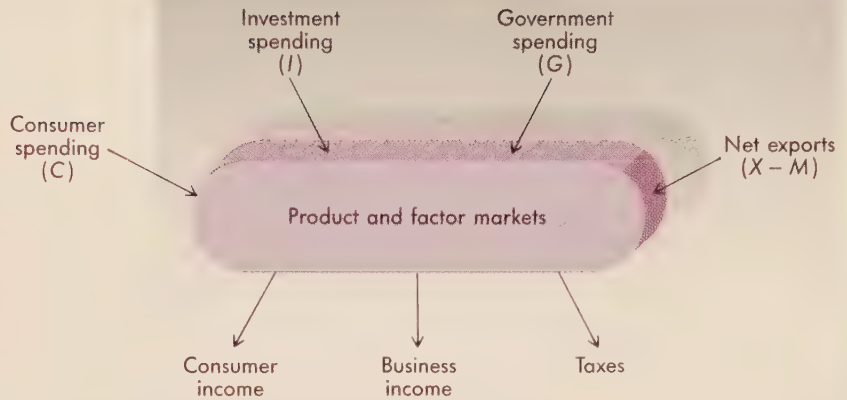 Investment
spending
(I)
Government
spending
(G)
Consumer
spending
(C)
Net exports
(X – M)
Product and factor markets
Consumer
income
Business
income
Taxes